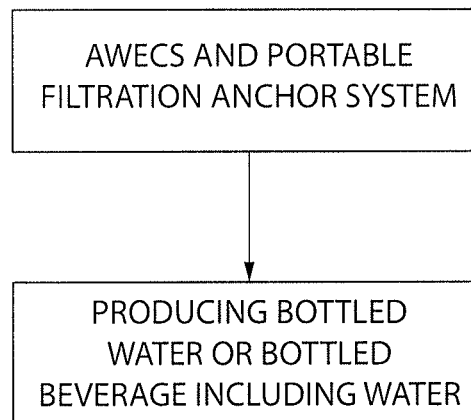 AWECS AND PORTABLE
FILTRATION ANCHOR SYSTEM
PRODUCING BOTTLED
WATER OR BOTTLED
BEVERAGE INCLUDING WATER